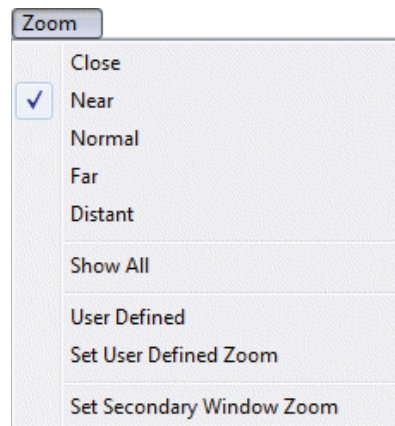 Zoom
Close
Near
Normal
Far
Distant
Show All
User Defined
Set User Defined Zoom
Set Secondary Window Zoom